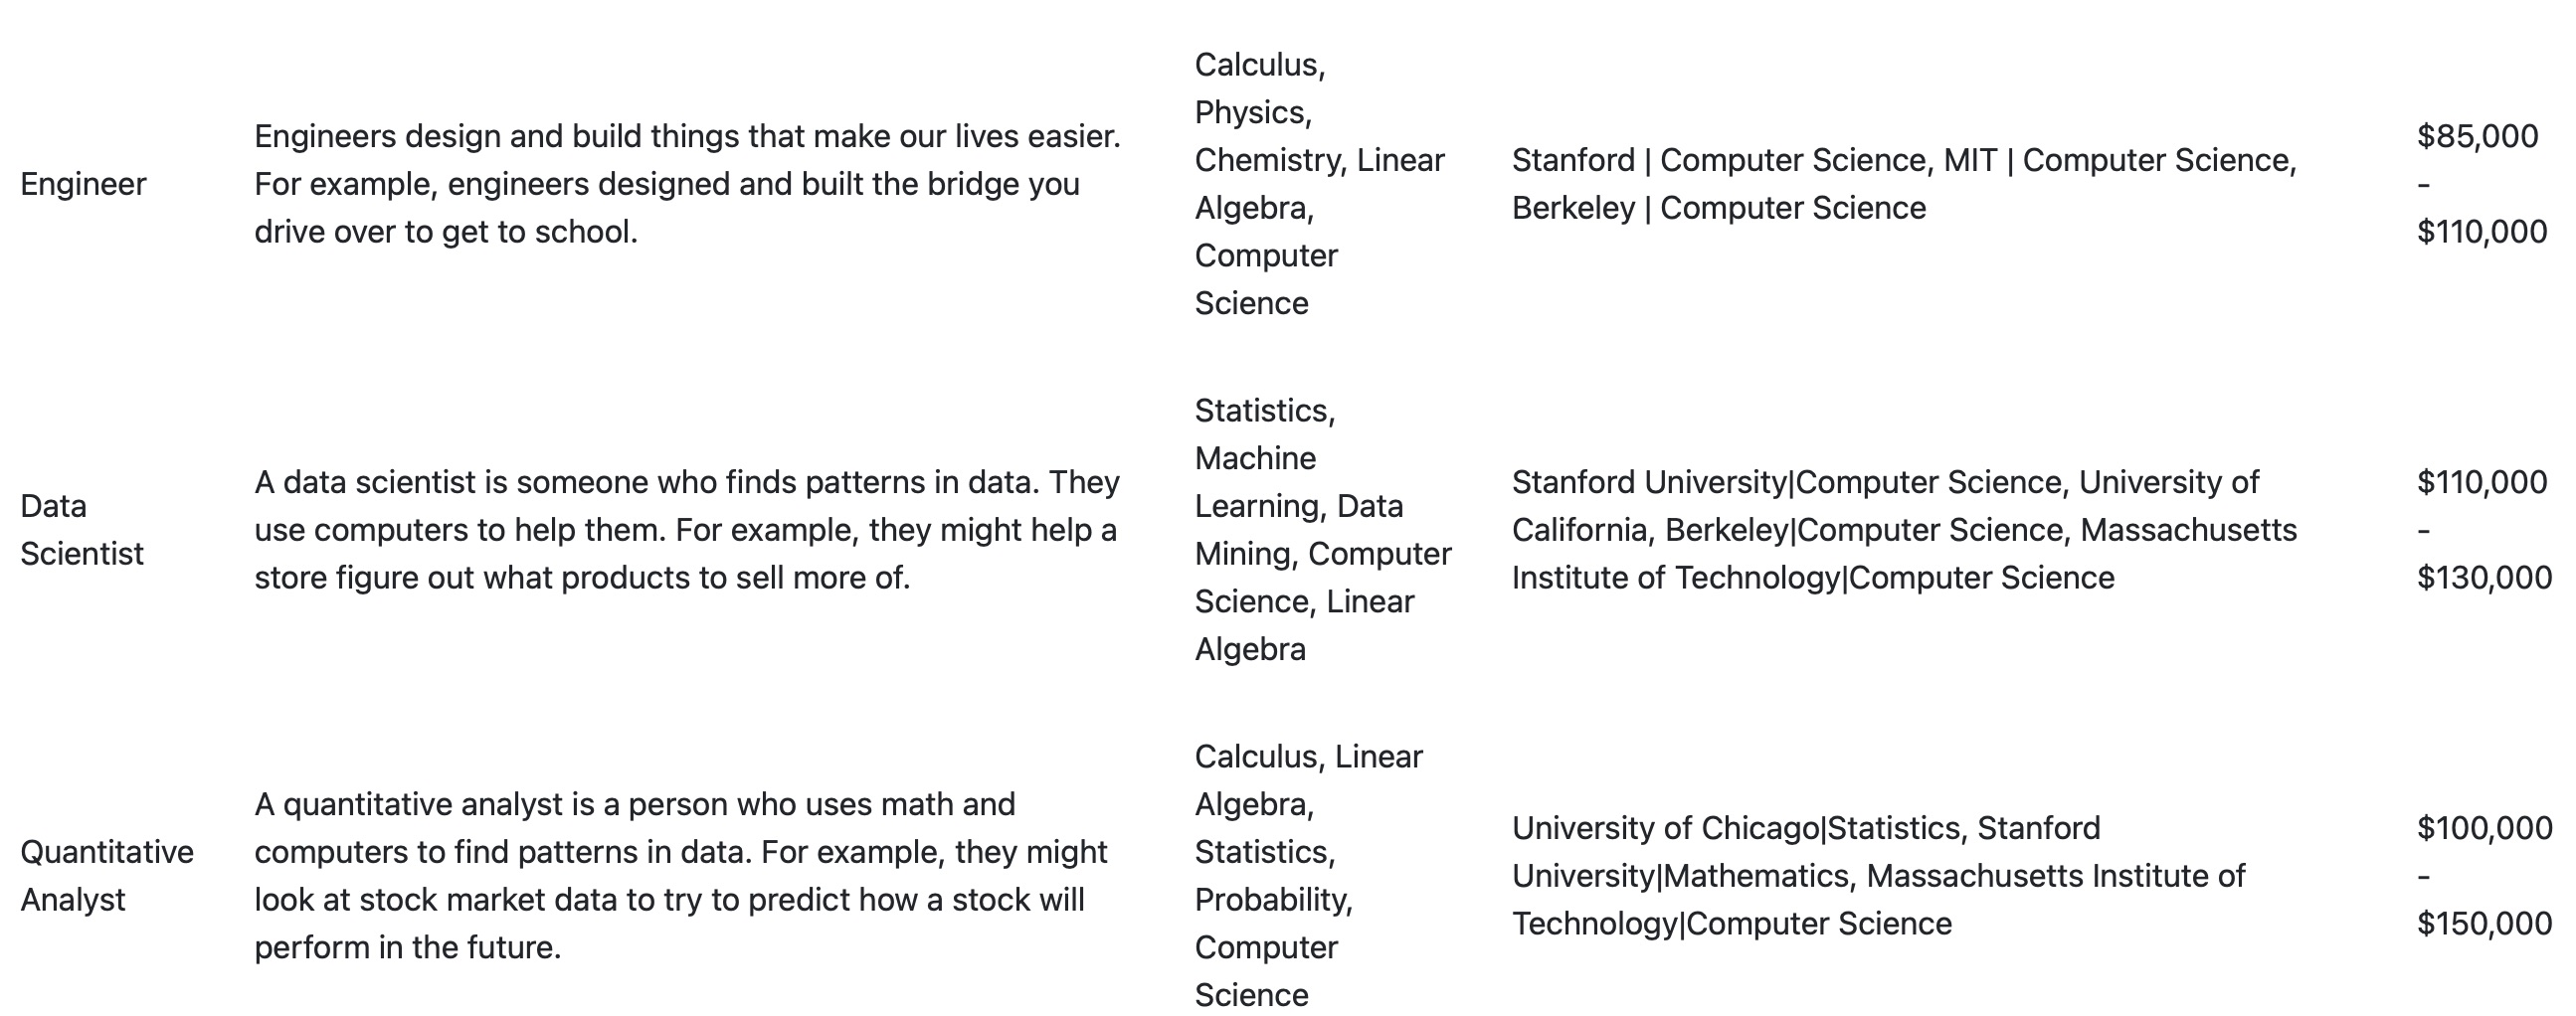 Engineer
Engineers design and build things that make our lives easier.
For example, engineers designed and built the bridge you
drive over to get to school.
Calculus,
Physics,
Chemistry, Linear
Algebra,
Computer
Science
Stanford | Computer Science, MIT | Computer Science,
Berkeley | Computer Science
$85,000
-
$110,000
Data
Scientist
A data scientist is someone who finds patterns in data. They
use computers to help them. For example, they might help a
store figure out what products to sell more of.
Statistics,
Machine
Learning, Data
Mining, Computer
Science, Linear
Algebra
Stanford University|Computer Science, University of
California, Berkeley|Computer Science, Massachusetts
Institute of Technology|Computer Science
$110,000
-
$130,000
Quantitative
Analyst
A quantitative analyst is a person who uses math and
computers to find patterns in data. For example, they might
look at stock market data to try to predict how a stock will
perform in the future.
Calculus, Linear
Algebra,
Statistics,
Probability,
Computer
Science
University of Chicago|Statistics, Stanford
University|Mathematics, Massachusetts Institute of
Technology|Computer Science
$100,000
-
$150,000